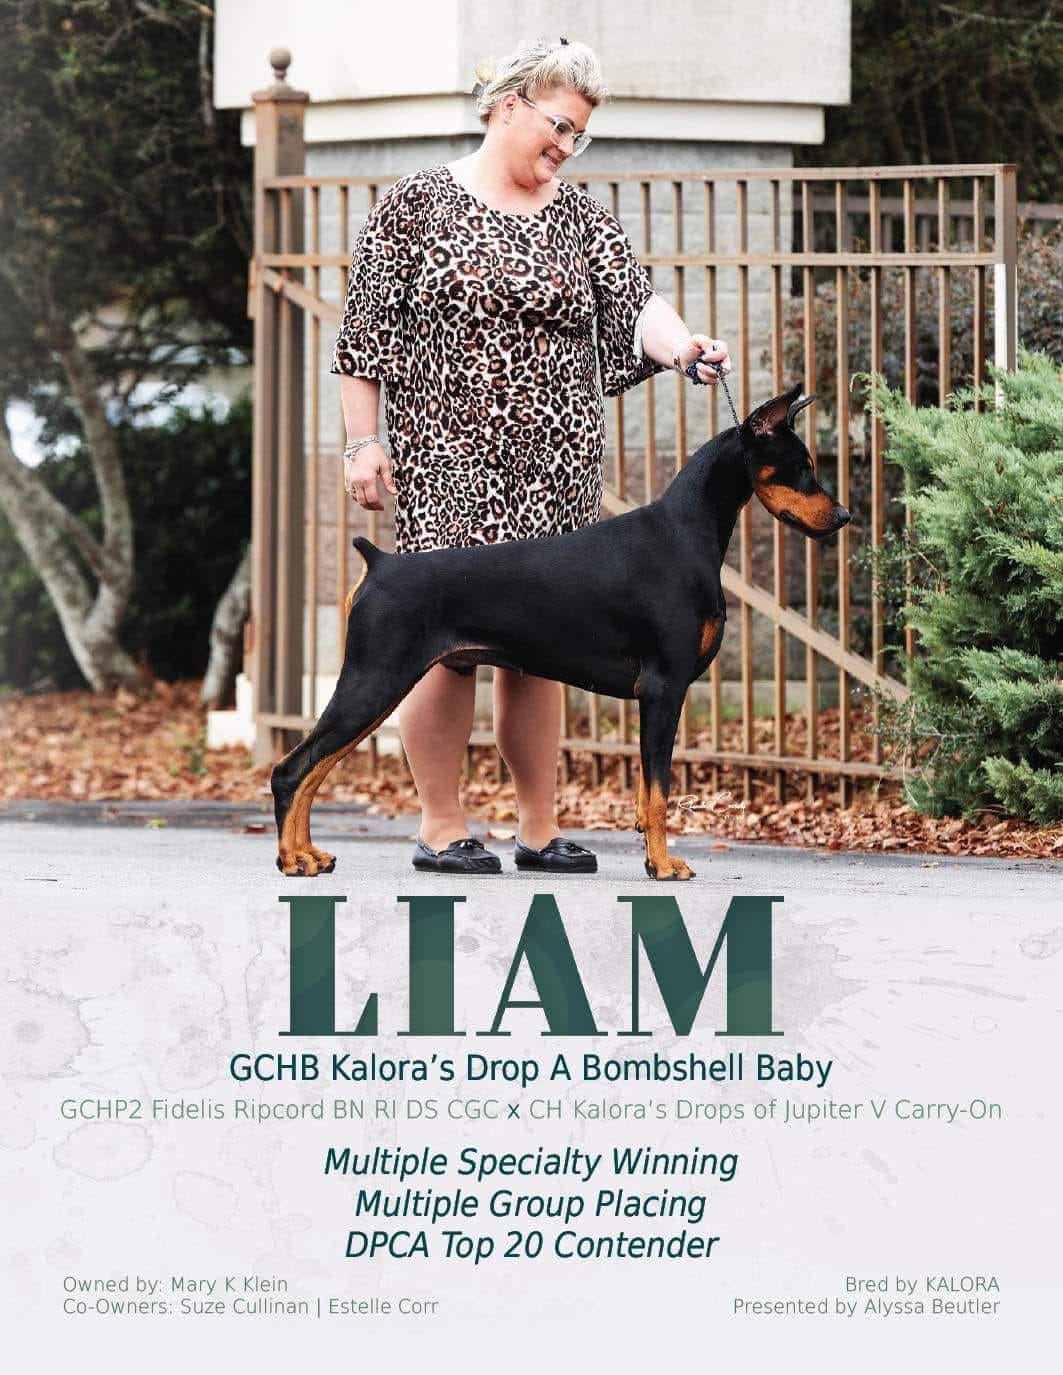 LIAM
GCHB Kalora’s Drop A Bombshell Baby
GCHP2 Fidelis Ripcord BN RI DS CGC x CH Kalora’s Drops of Jupiter V Carry-On
Multiple Specialty Winning
Multiple Group Placing
DPCA Top 20 Contender
Owned by: Mary K Klein
Co-Owners: Suze Cullinan | Estelle Corr
Bred by KALORA
Presented by Alyssa Beutler